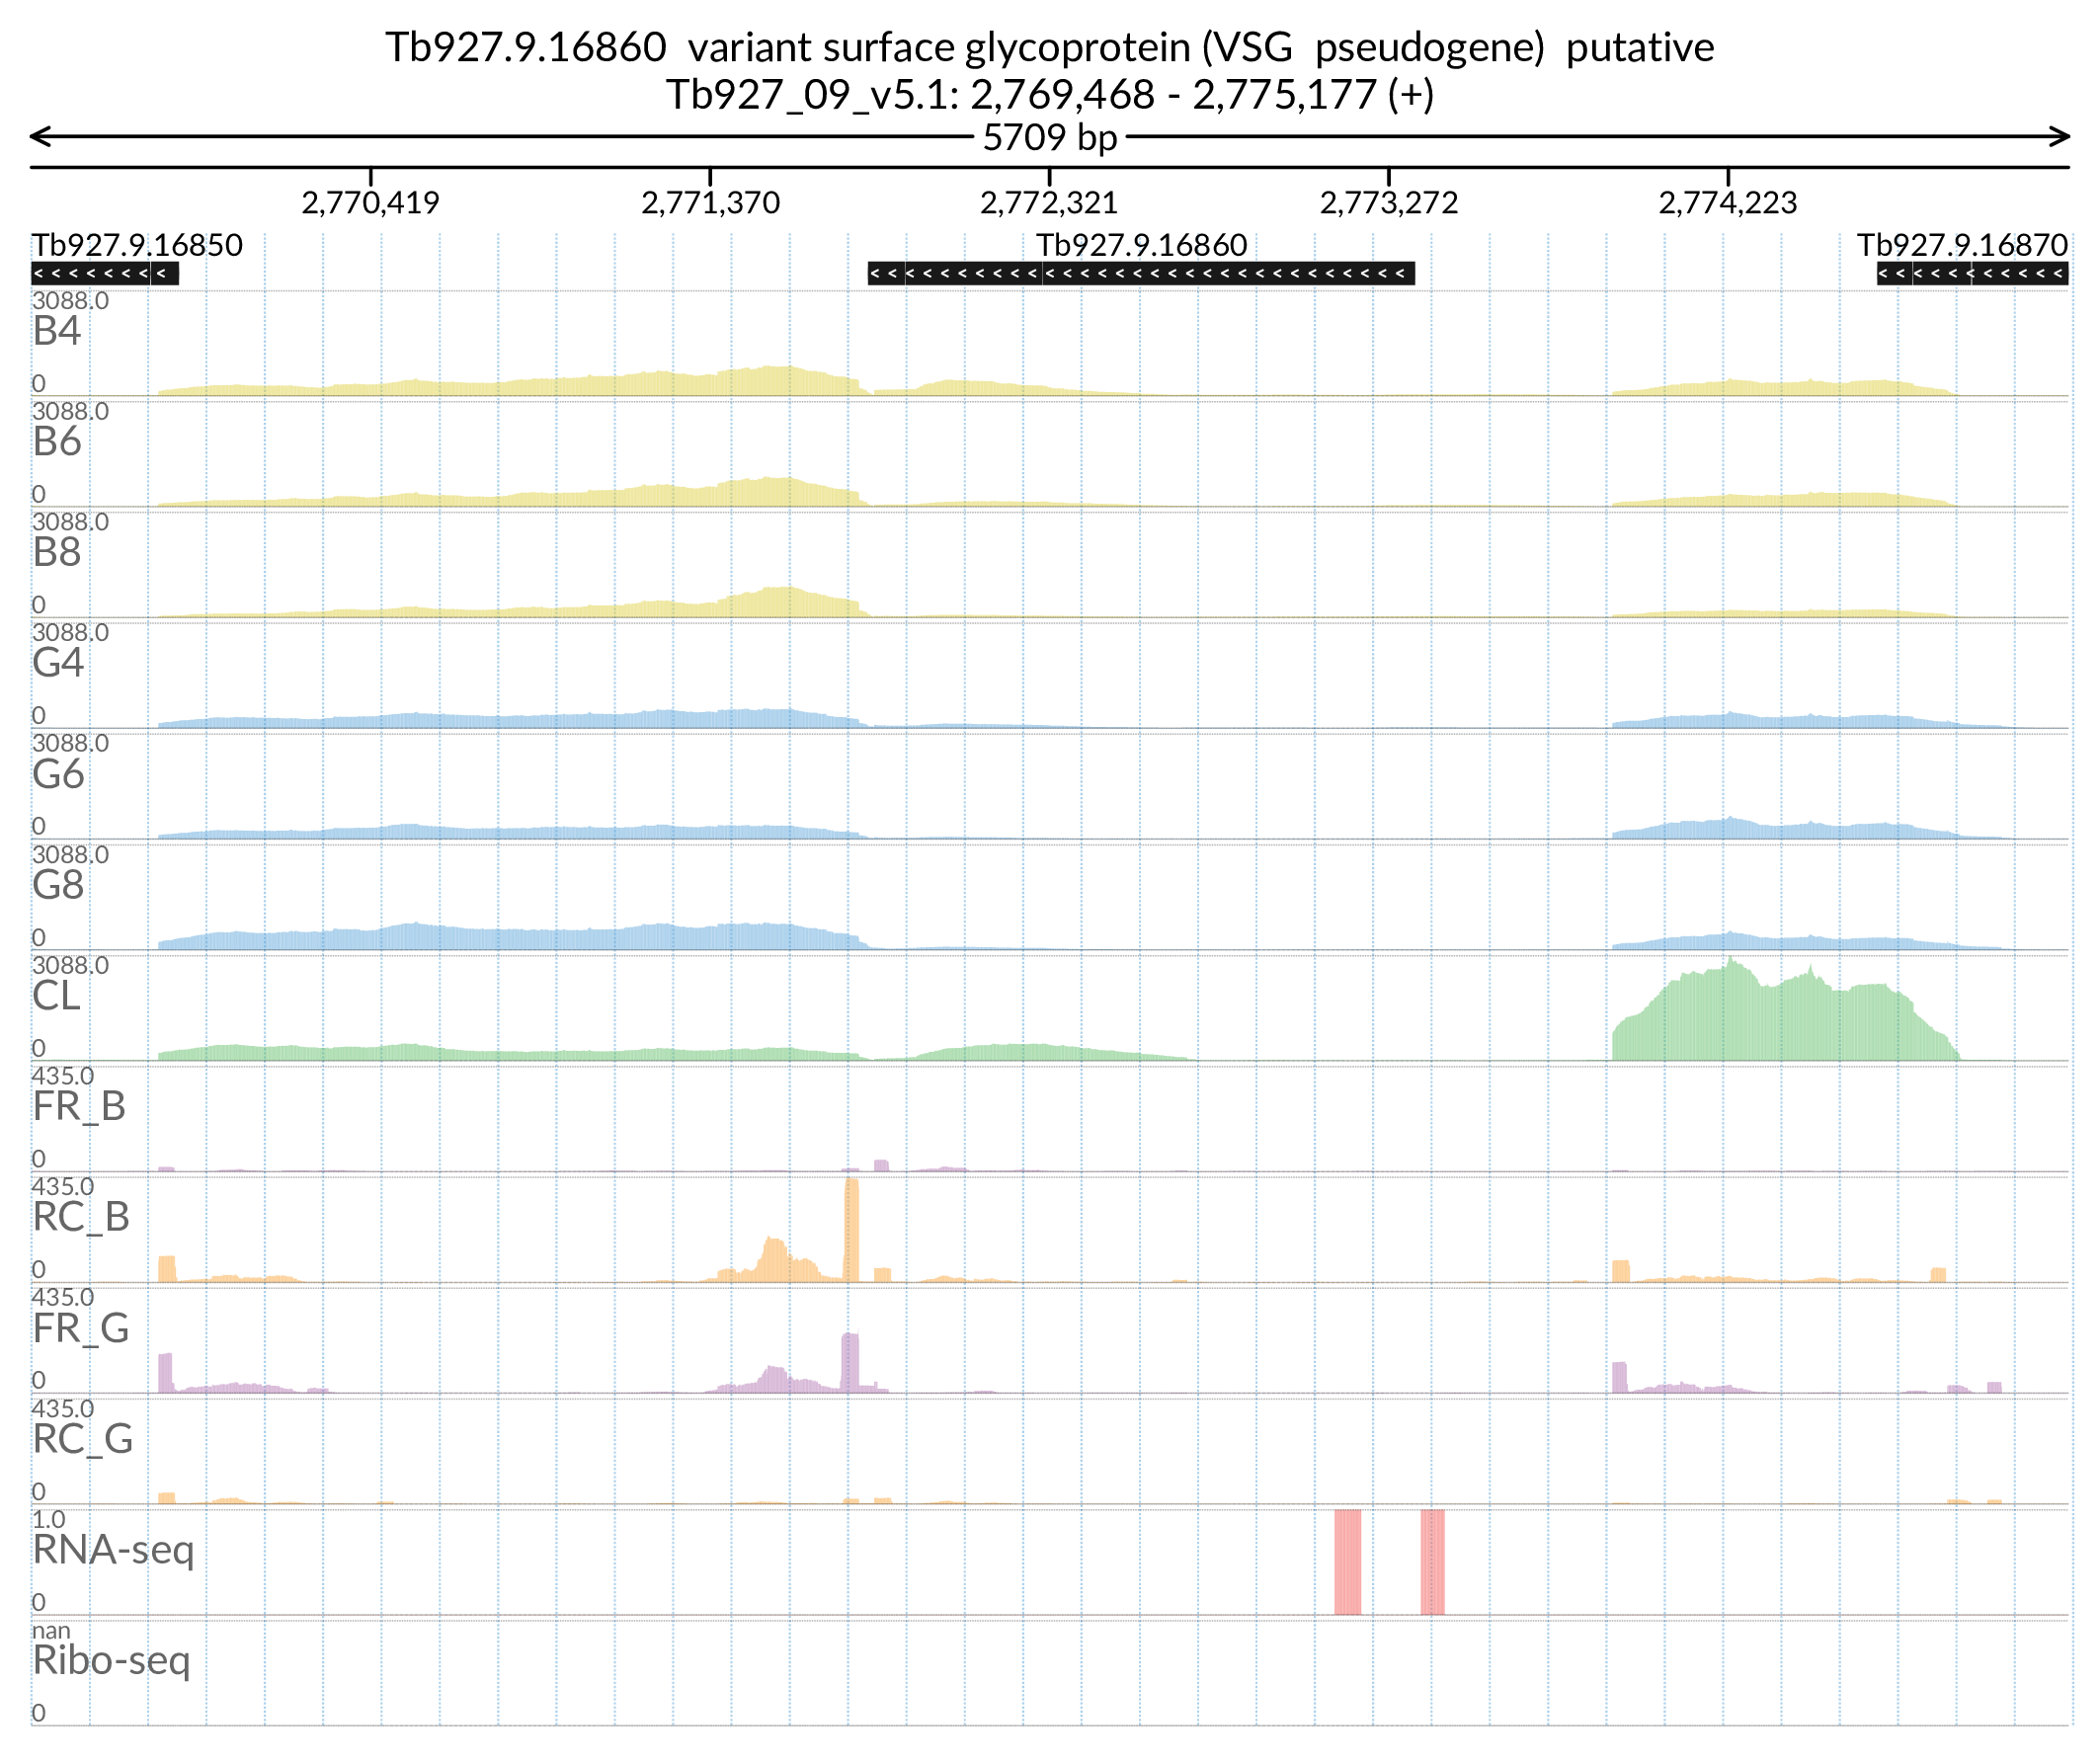 Tb927.9.16860 variant surface glycoprotein (VSG pseudogene) putative
Tb927_09_v5.1: 2,769,468 - 2,775,177 (+)
5709 bp
2,770,419 2,771,370 2,772,321 2,773,272 2,774,223
Tb927.9.16850 Tb927.9.16860 Tb927.9.16870
3088.0
B4
0
3088.0
B6
0
3088.0
B8
0
3088.0
G4
0
3088.0
G6
0
3088.0
G8
0
3088.0
CL
0
435.0
FR_B
0
435.0
RC_B
0
435.0
FR_G
0
435.0
RC_G
0
1.0
RNA-seq
0
nan
Ribo-seq
0